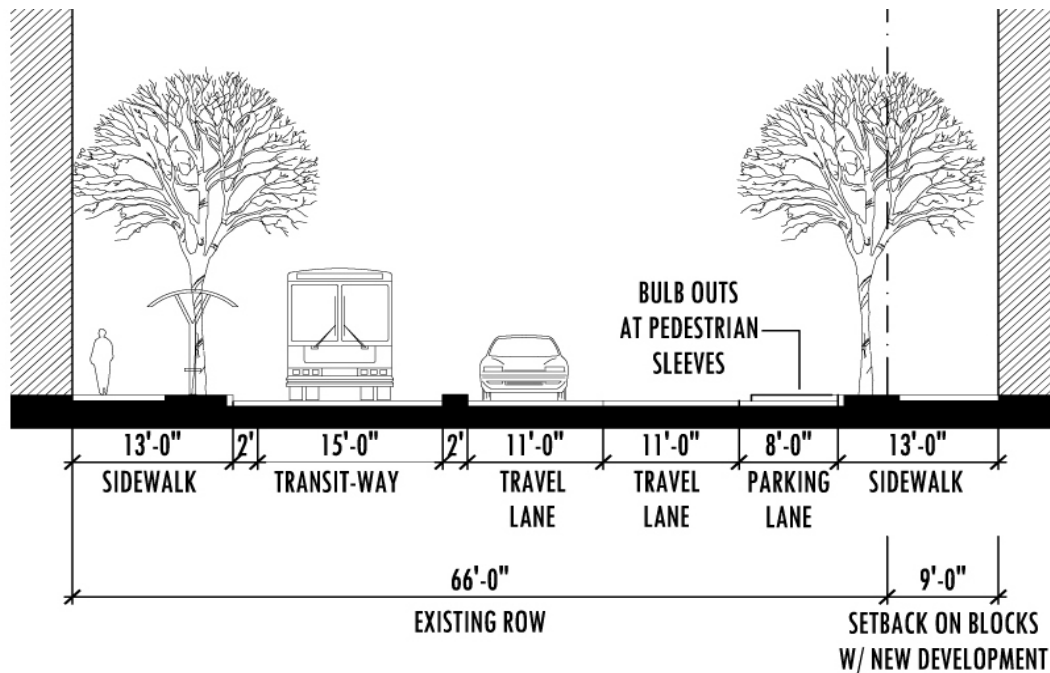 BULB OUTS
AT PEDESTRIAN
SLEEVES
13'-0" 2' 15'-0" 2' 11'-0" 11'-0" 8'-0" 13'-0"
SIDEWALK TRANSIT-WAY TRAVEL TRAVEL PARKING SIDEWALK
LANE LANE LANE
66'-0" 9'-0"
EXISTING ROW SETBACK ON BLOCKS
W/ NEW DEVELOPMENT